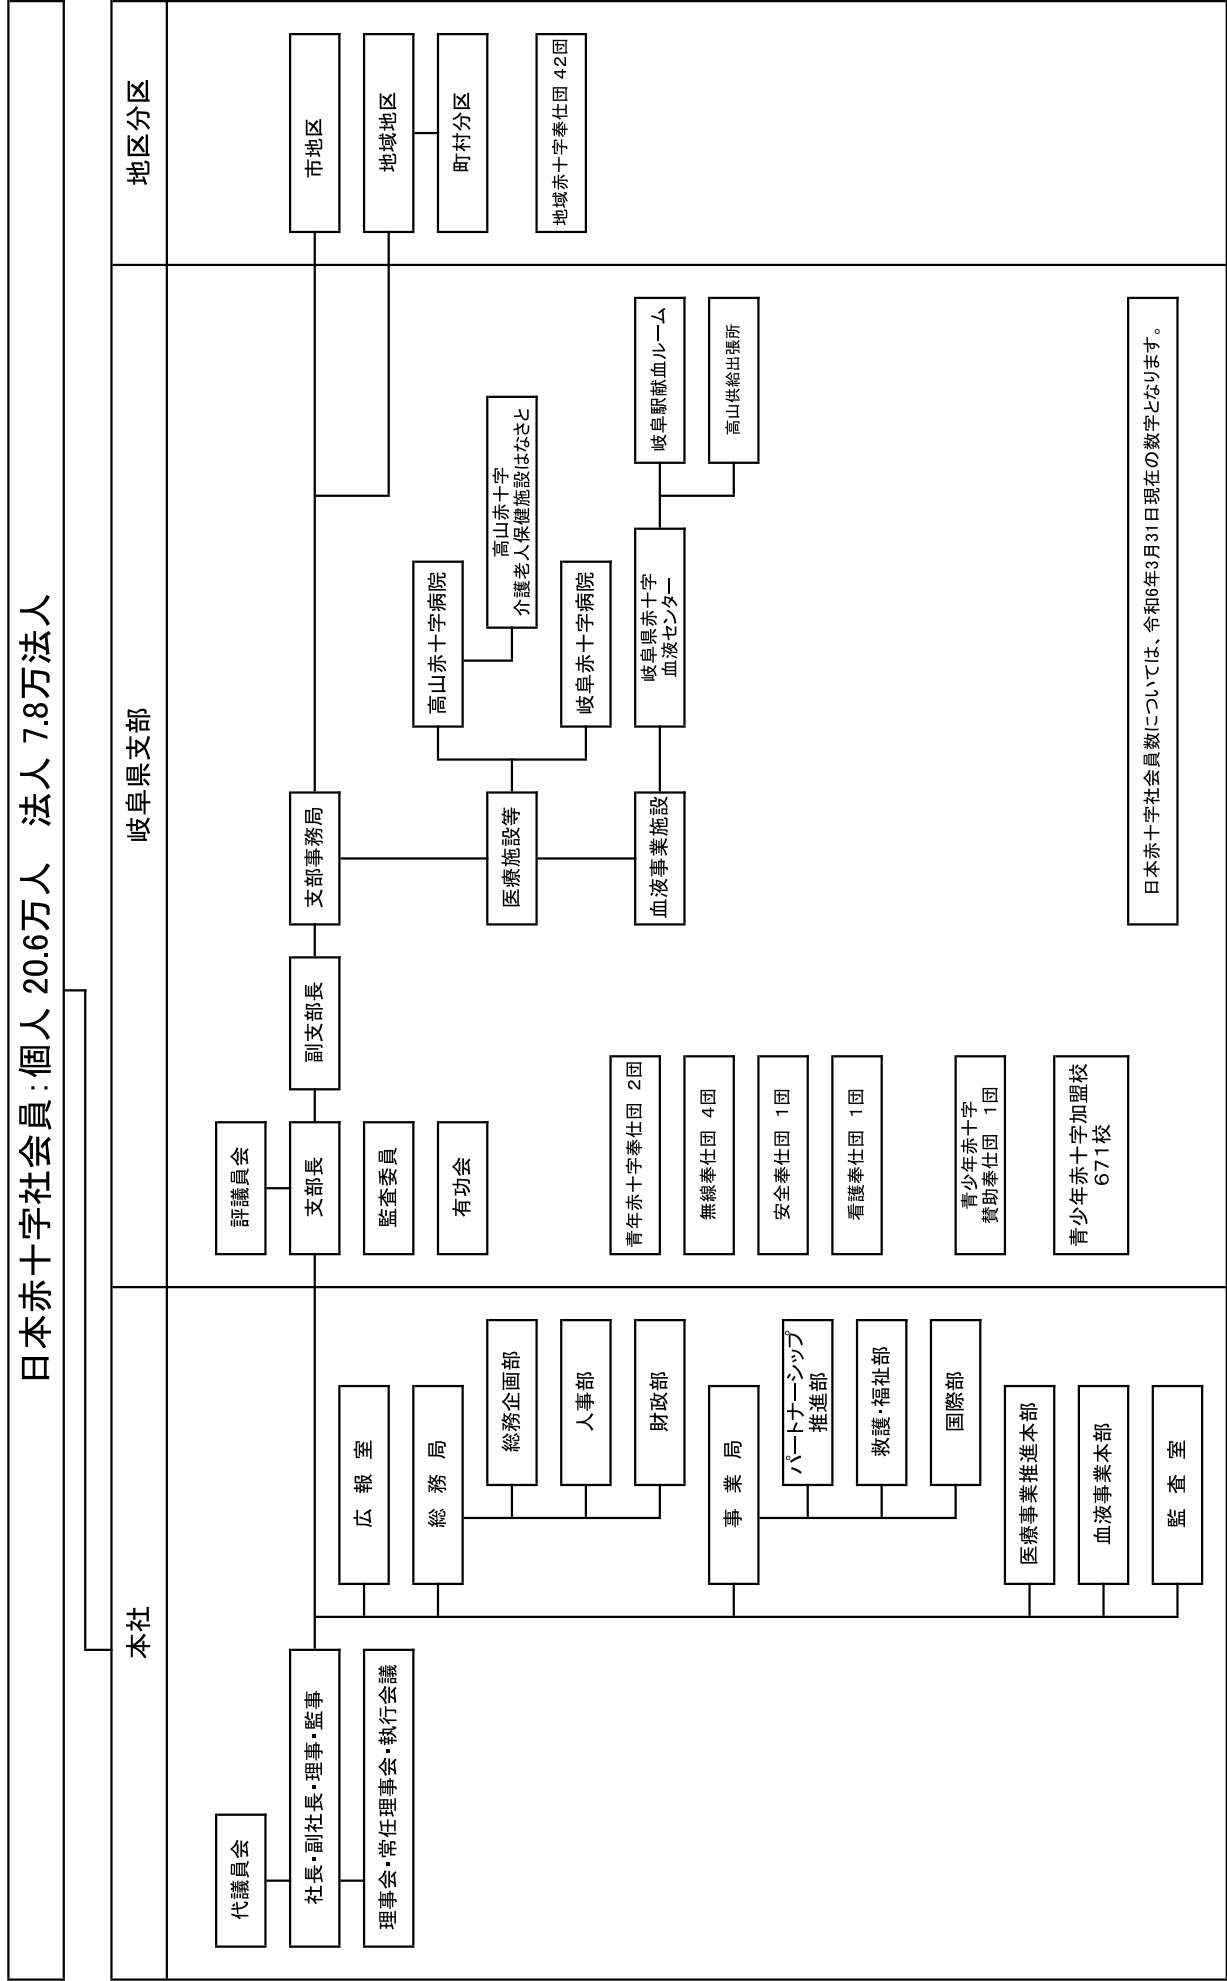 日本赤十字社会員:個人 20.6万人　法人 7.8万法人
本社
岐阜県支部
地区分区
代議員会
社長・副社長・理事・監事
理事会・常任理事会・執行会議
広 報 室
総 務 局
総務企画部
人事部
財政部
事 業 局
パートナーシップ
推進部
救護・福祉部
国際部
医療事業推進本部
血液事業本部
監 査 室
評議員会
支部長
監査委員
有功会
副支部長
支部事務局
医療施設等
高山赤十字病院
高山赤十字
介護老人保健施設はなさと
岐阜赤十字病院
血液事業施設
岐阜県赤十字
血液センター
岐阜駅献血ルーム
高山供給出張所
青年赤十字奉仕団 2団
無線奉仕団 4団
安全奉仕団 1団
看護奉仕団 1団
青少年赤十字
賛助奉仕団 1団
青少年赤十字加盟校
671校
市地区
地域地区
町村分区
地域赤十字奉仕団 42団
日本赤十字社会員数については、令和6年3月31日現在の数字となります。